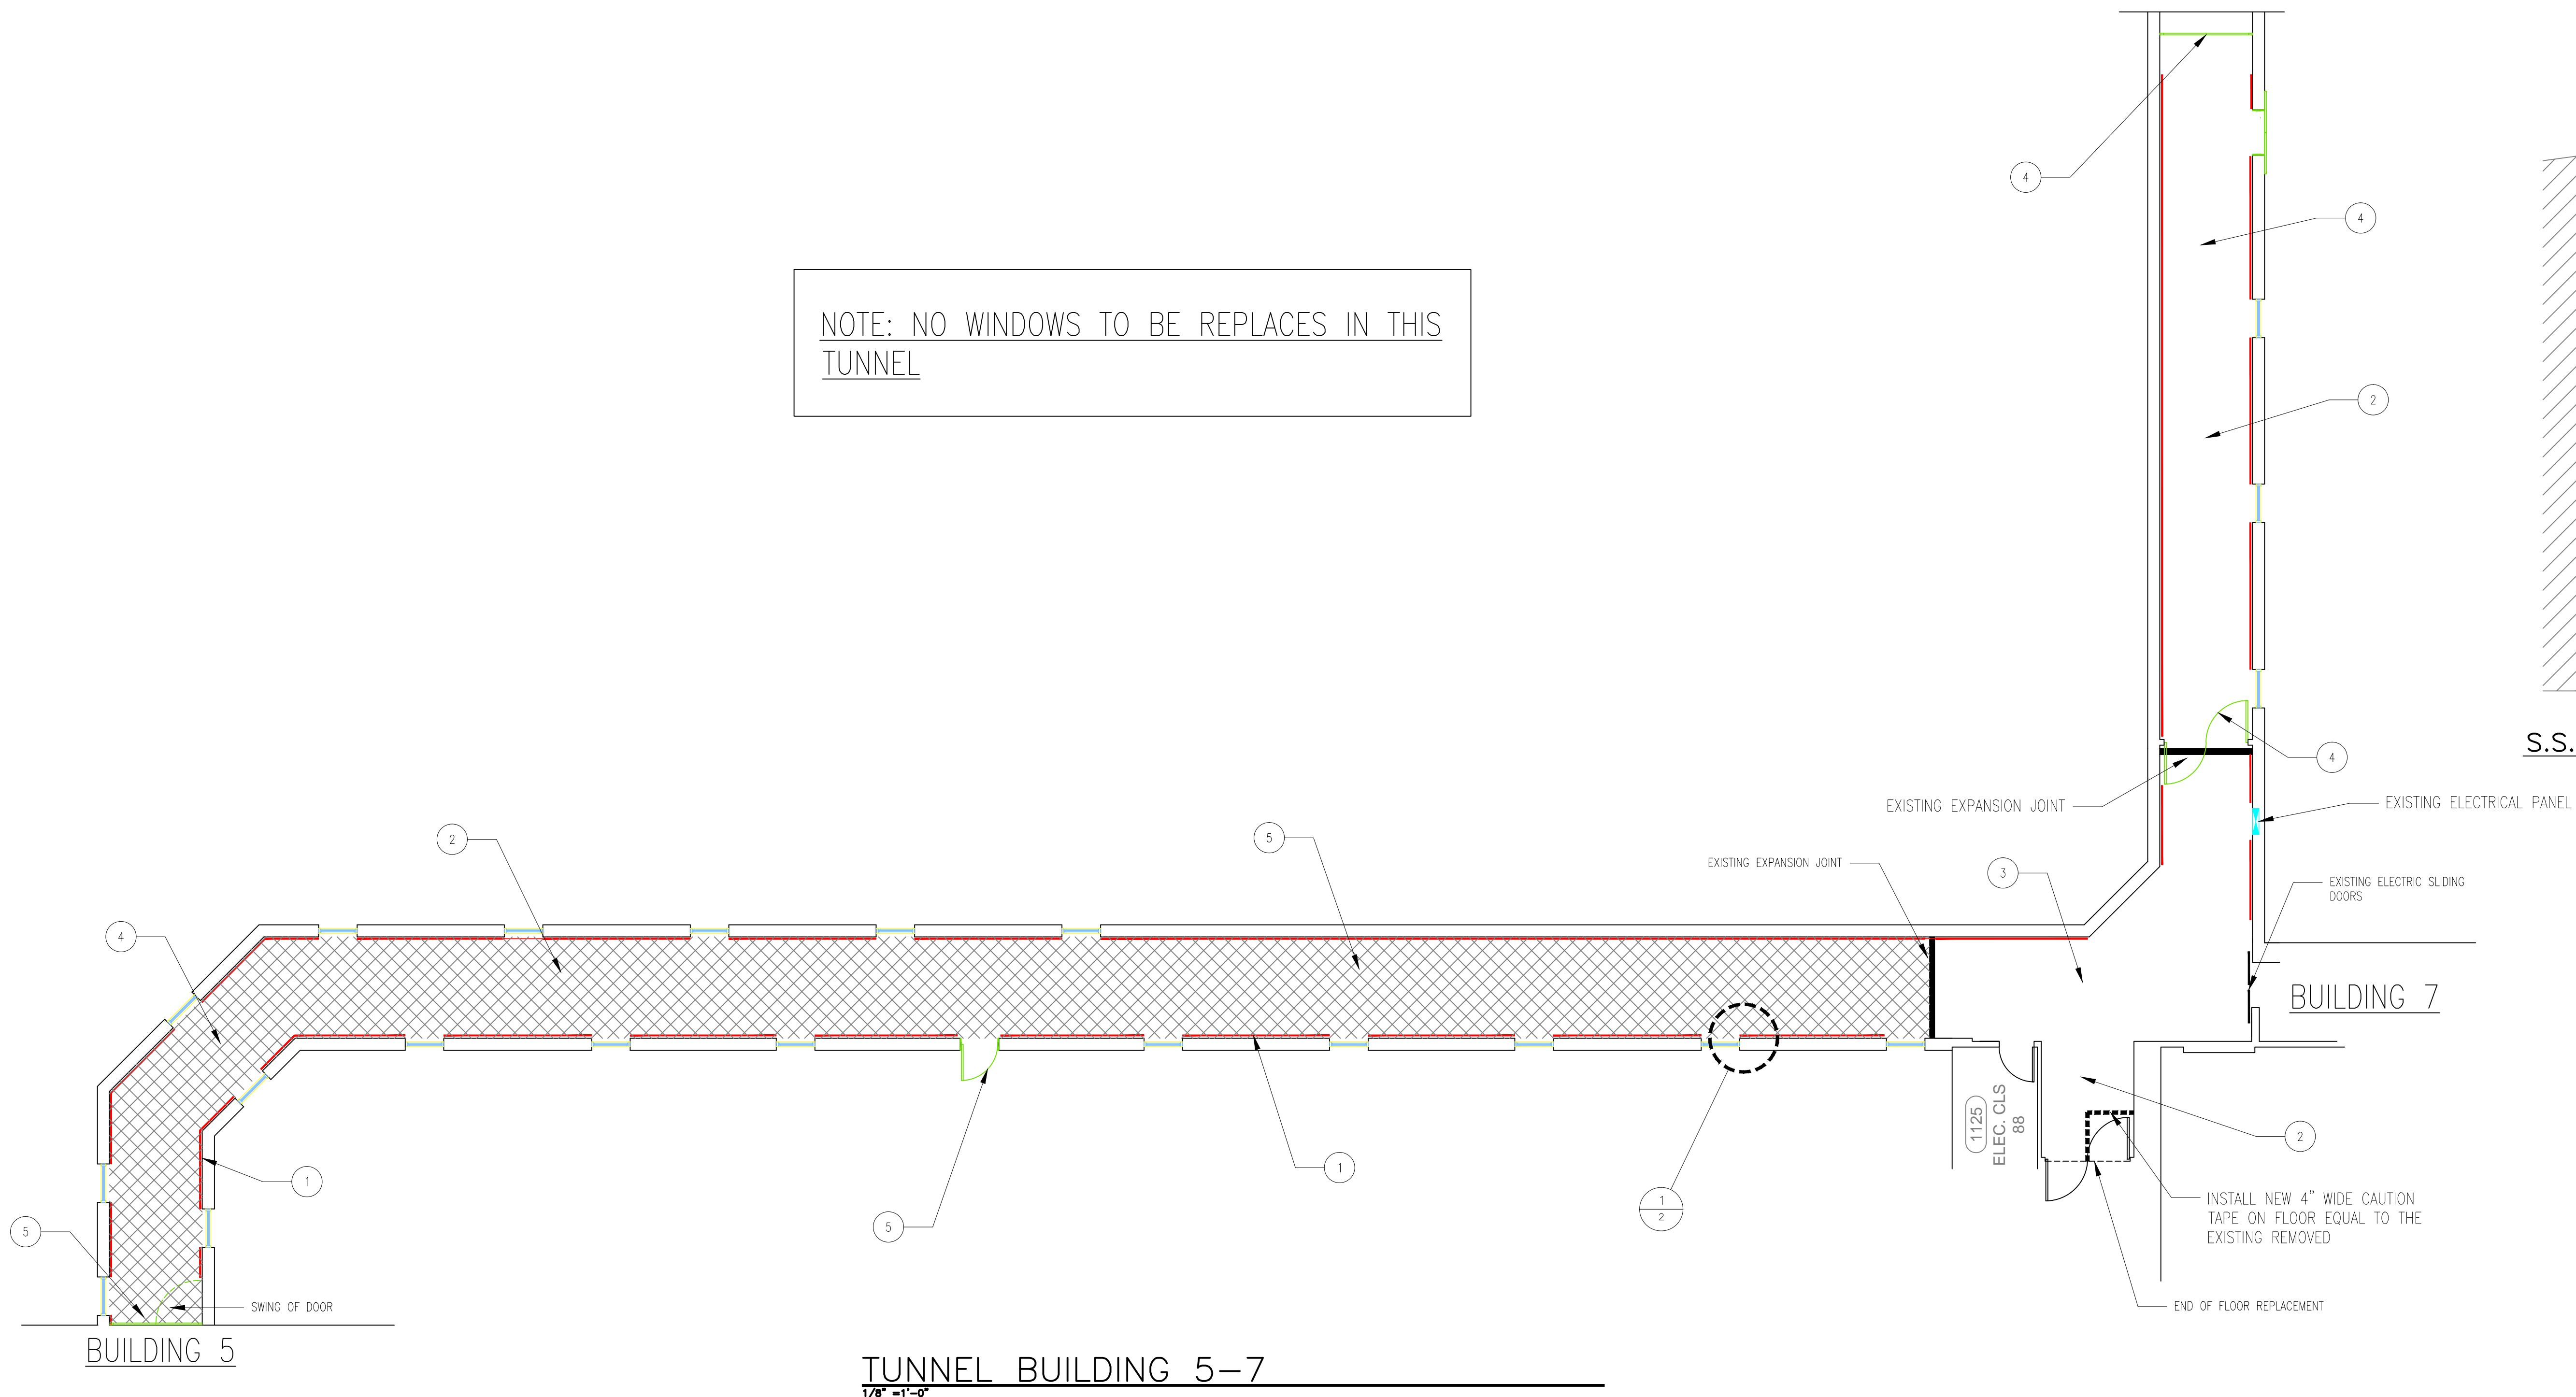 4
4
NOTE: NO WINDOWS TO BE REPLACES IN THIS
TUNNEL
2
S.S.
4
EXISTING EXPANSION JOINT
EXISTING ELECTRICAL PANEL
2
5
EXISTING EXPANSION JOINT
3
EXISTING ELECTRIC SLIDING
DOORS
4
BUILDING 7
1125
ELEC. CLS
88
2
1
1
1
2
INSTALL NEW 4" WIDE CAUTION
TAPE ON FLOOR EQUAL TO THE
EXISTING REMOVED
5
5
SWING OF DOOR
END OF FLOOR REPLACEMENT
BUILDING 5
TUNNEL BUILDING 5-7
1/8" =1'-0"